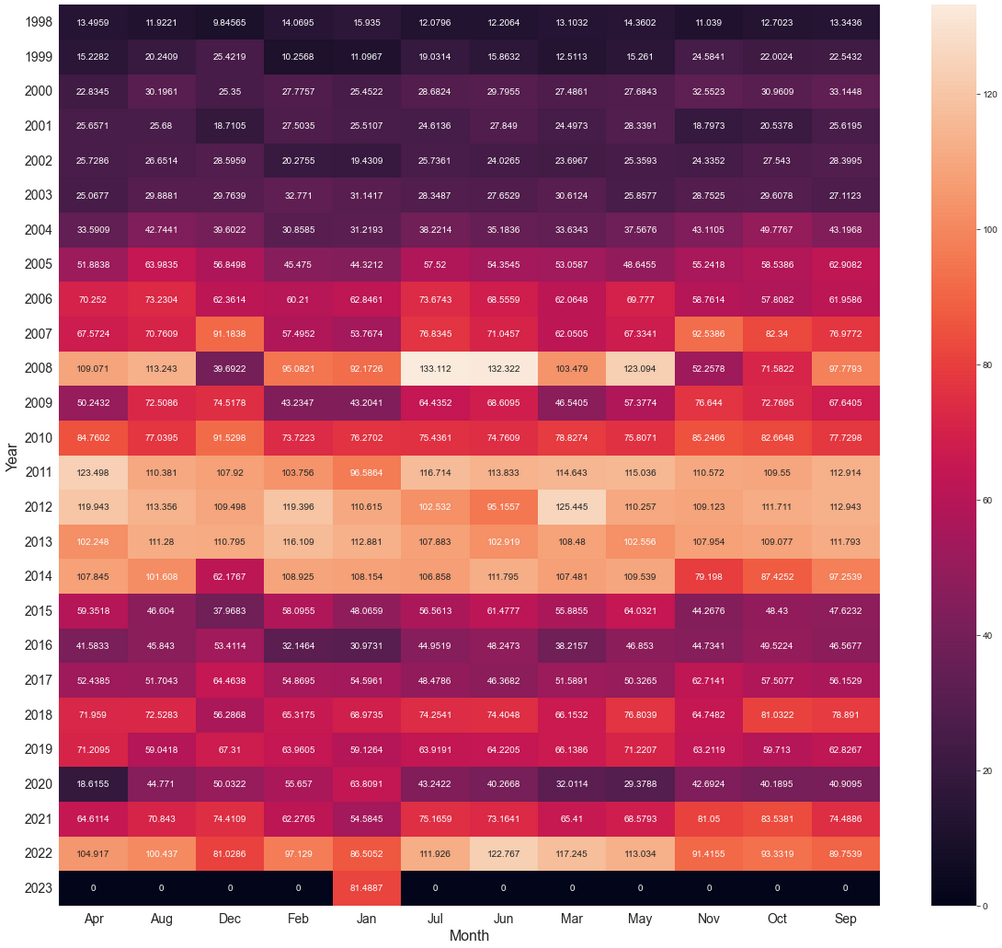 1998 13.4959 11.9221 9.84565 14.0695 15.935 12.0796 12.2064 13.1032 14.3602 11.039 12.7023 13.3436
1999 15.2282 20.2409 25.4219 10.2568 11.0967 19.0314 15.8632 12.5113 15.261 24.5841 22.0024 22.5432
2000 22.8345 30.1961 25.35 27.7757 25.4522 28.6824 29.7955 27.4861 27.6843 32.5523 30.9609 33.1448
2001 25.6571 25.68 18.7105 27.5035 25.5107 24.6136 27.849 24.4973 28.3391 18.7973 20.5378 25.6195
2002 25.7286 26.6514 28.5959 20.2755 19.4309 25.7361 24.0265 23.6967 25.3593 24.3352 27.543 28.3995
2003 25.0677 29.8881 29.7639 32.771 31.1417 28.3487 27.6529 30.6124 25.8577 28.7525 29.6078 27.1123
2004 33.5909 42.7441 39.6022 30.8585 31.2193 38.2214 35.1836 33.6343 37.5676 43.1105 49.7767 43.1968
2005 51.8838 63.9835 56.8498 45.475 44.3212 57.52 54.3545 53.0587 48.6455 55.2418 58.5386 62.9082
2006 70.252 73.2304 62.3614 60.21 62.8461 73.6743 68.5559 62.0648 69.777 58.7614 57.8082 61.9586
2007 67.5724 70.7609 91.1838 57.4952 53.7674 76.8345 71.0457 62.0505 67.3341 92.5386 82.34 76.9772
2008 109.071 113.243 39.6922 95.0821 92.1726 133.112 132.322 103.479 123.094 52.2578 71.5822 97.7793
2009 50.2432 72.5086 74.5178 43.2347 43.2041 64.4352 68.6095 46.5405 57.3774 76.644 72.7695 67.6405
2010 84.7602 77.0395 91.5298 73.7223 76.2702 75.4361 74.7609 78.8274 75.8071 85.2466 82.6648 77.7298
2011 123.498 110.381 107.92 103.756 96.5864 116.714 113.833 114.643 115.036 110.572 109.55 112.914
2012 119.943 113.356 109.498 119.396 110.615 102.532 95.1557 125.445 110.257 109.123 111.711 112.943
2013 102.248 111.28 110.795 116.109 112.881 107.883 102.919 108.48 102.556 107.954 109.077 111.793
2014 107.845 101.608 62.1767 108.925 108.154 106.858 111.795 107.481 109.539 79.198 87.4252 97.2539
2015 59.3518 46.604 37.9683 58.0955 48.0659 56.5613 61.4777 55.8855 64.0321 44.2676 48.43 47.6232
2016 41.5833 45.843 53.4114 32.1464 30.9731 44.9519 48.2473 38.2157 46.853 44.7341 49.5224 46.5677
2017 52.4385 51.7043 64.4638 54.8695 54.5961 48.4786 46.3682 51.5891 50.3265 62.7141 57.5077 56.1529
2018 71.959 72.5283 56.2868 65.3175 68.9735 74.2541 74.4048 66.1532 76.8039 64.7482 81.0322 78.891
2019 71.2095 59.0418 67.31 63.9605 59.1264 63.9191 64.2205 66.1386 71.2207 63.2119 59.713 62.8267
2020 18.6155 44.771 50.0322 55.657 63.8091 43.2422 40.2668 32.0114 29.3788 42.6924 40.1895 40.9095
2021 64.6114 70.843 74.4109 62.2765 54.5845 75.1659 73.1641 65.41 68.5793 81.05 83.5381 74.4886
2022 104.917 100.437 81.0286 97.129 86.5052 111.926 122.767 117.245 113.034 91.4155 93.3319 89.7539
2023 0 0 0 0 81.4887 0 0 0 0 0 0 0
Apr Aug Dec Feb Jan Jul Jun Mar May Nov Oct Sep
Month
Year
120
100
80
60
40
20
0